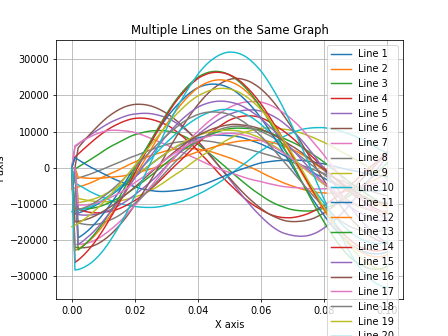 Multiple Lines on the Same Graph
30000
20000
10000
0
−10000
−20000
−30000
0.00
0.02
0.04
0.06
0.08
X axis
Line 1
Line 2
Line 3
Line 4
Line 5
Line 6
Line 7
Line 8
Line 9
Line 10
Line 11
Line 12
Line 13
Line 14
Line 15
Line 16
Line 17
Line 18
Line 19
Line 20